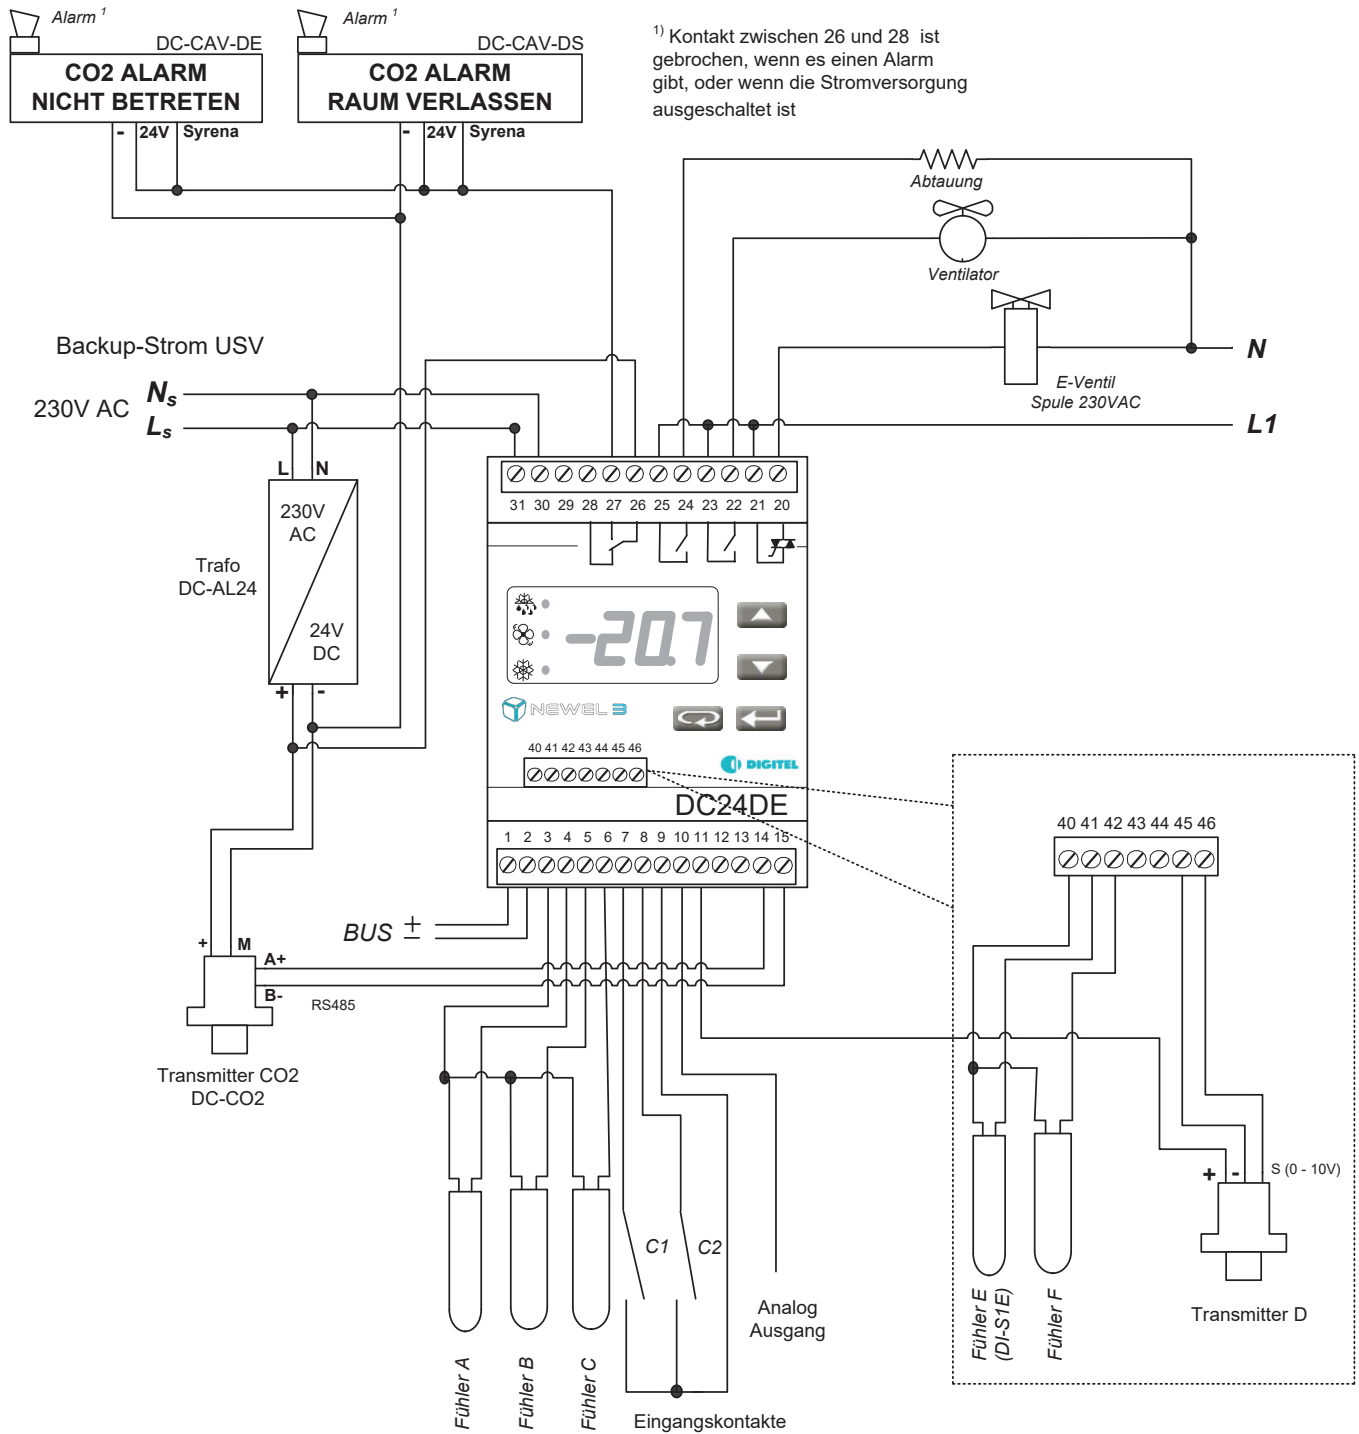 Alarm 1
Alarm 1
DC-CAV-DE
DC-CAV-DS
CO2 ALARM
NICHT BETRETEN
CO2 ALARM
RAUM VERLASSEN
- 24V Syrena
- 24V Syrena
1) Kontakt zwischen 26 und 28 ist
gebrochen, wenn es einen Alarm
gibt, oder wenn die Stromversorgung
ausgeschaltet ist
Abtauung
Ventilator
E-Ventil
Spule 230VAC
N
L1
Backup-Strom USV
230V AC
Ns
Ls
L N
230V
AC
24V
DC
+ -
Trafo
DC-AL24
31 30 29 28 27 26 25 24 23 22 21 20
-20.7
NEWEL 3
DIGITEL
40 41 42 43 44 45 46
DC24DE
1 2 3 4 5 6 7 8 9 10 11 12 13 14 15
BUS + -
+ M
A+
B-
RS485
Transmitter CO2
DC-CO2
Fühler A
Fühler B
Fühler C
C1
C2
Eingangskontakte
Analog
Ausgang
40 41 42 43 44 45 46
Fühler E
(DI-S1E)
Fühler F
+ - S (0 - 10V)
Transmitter D